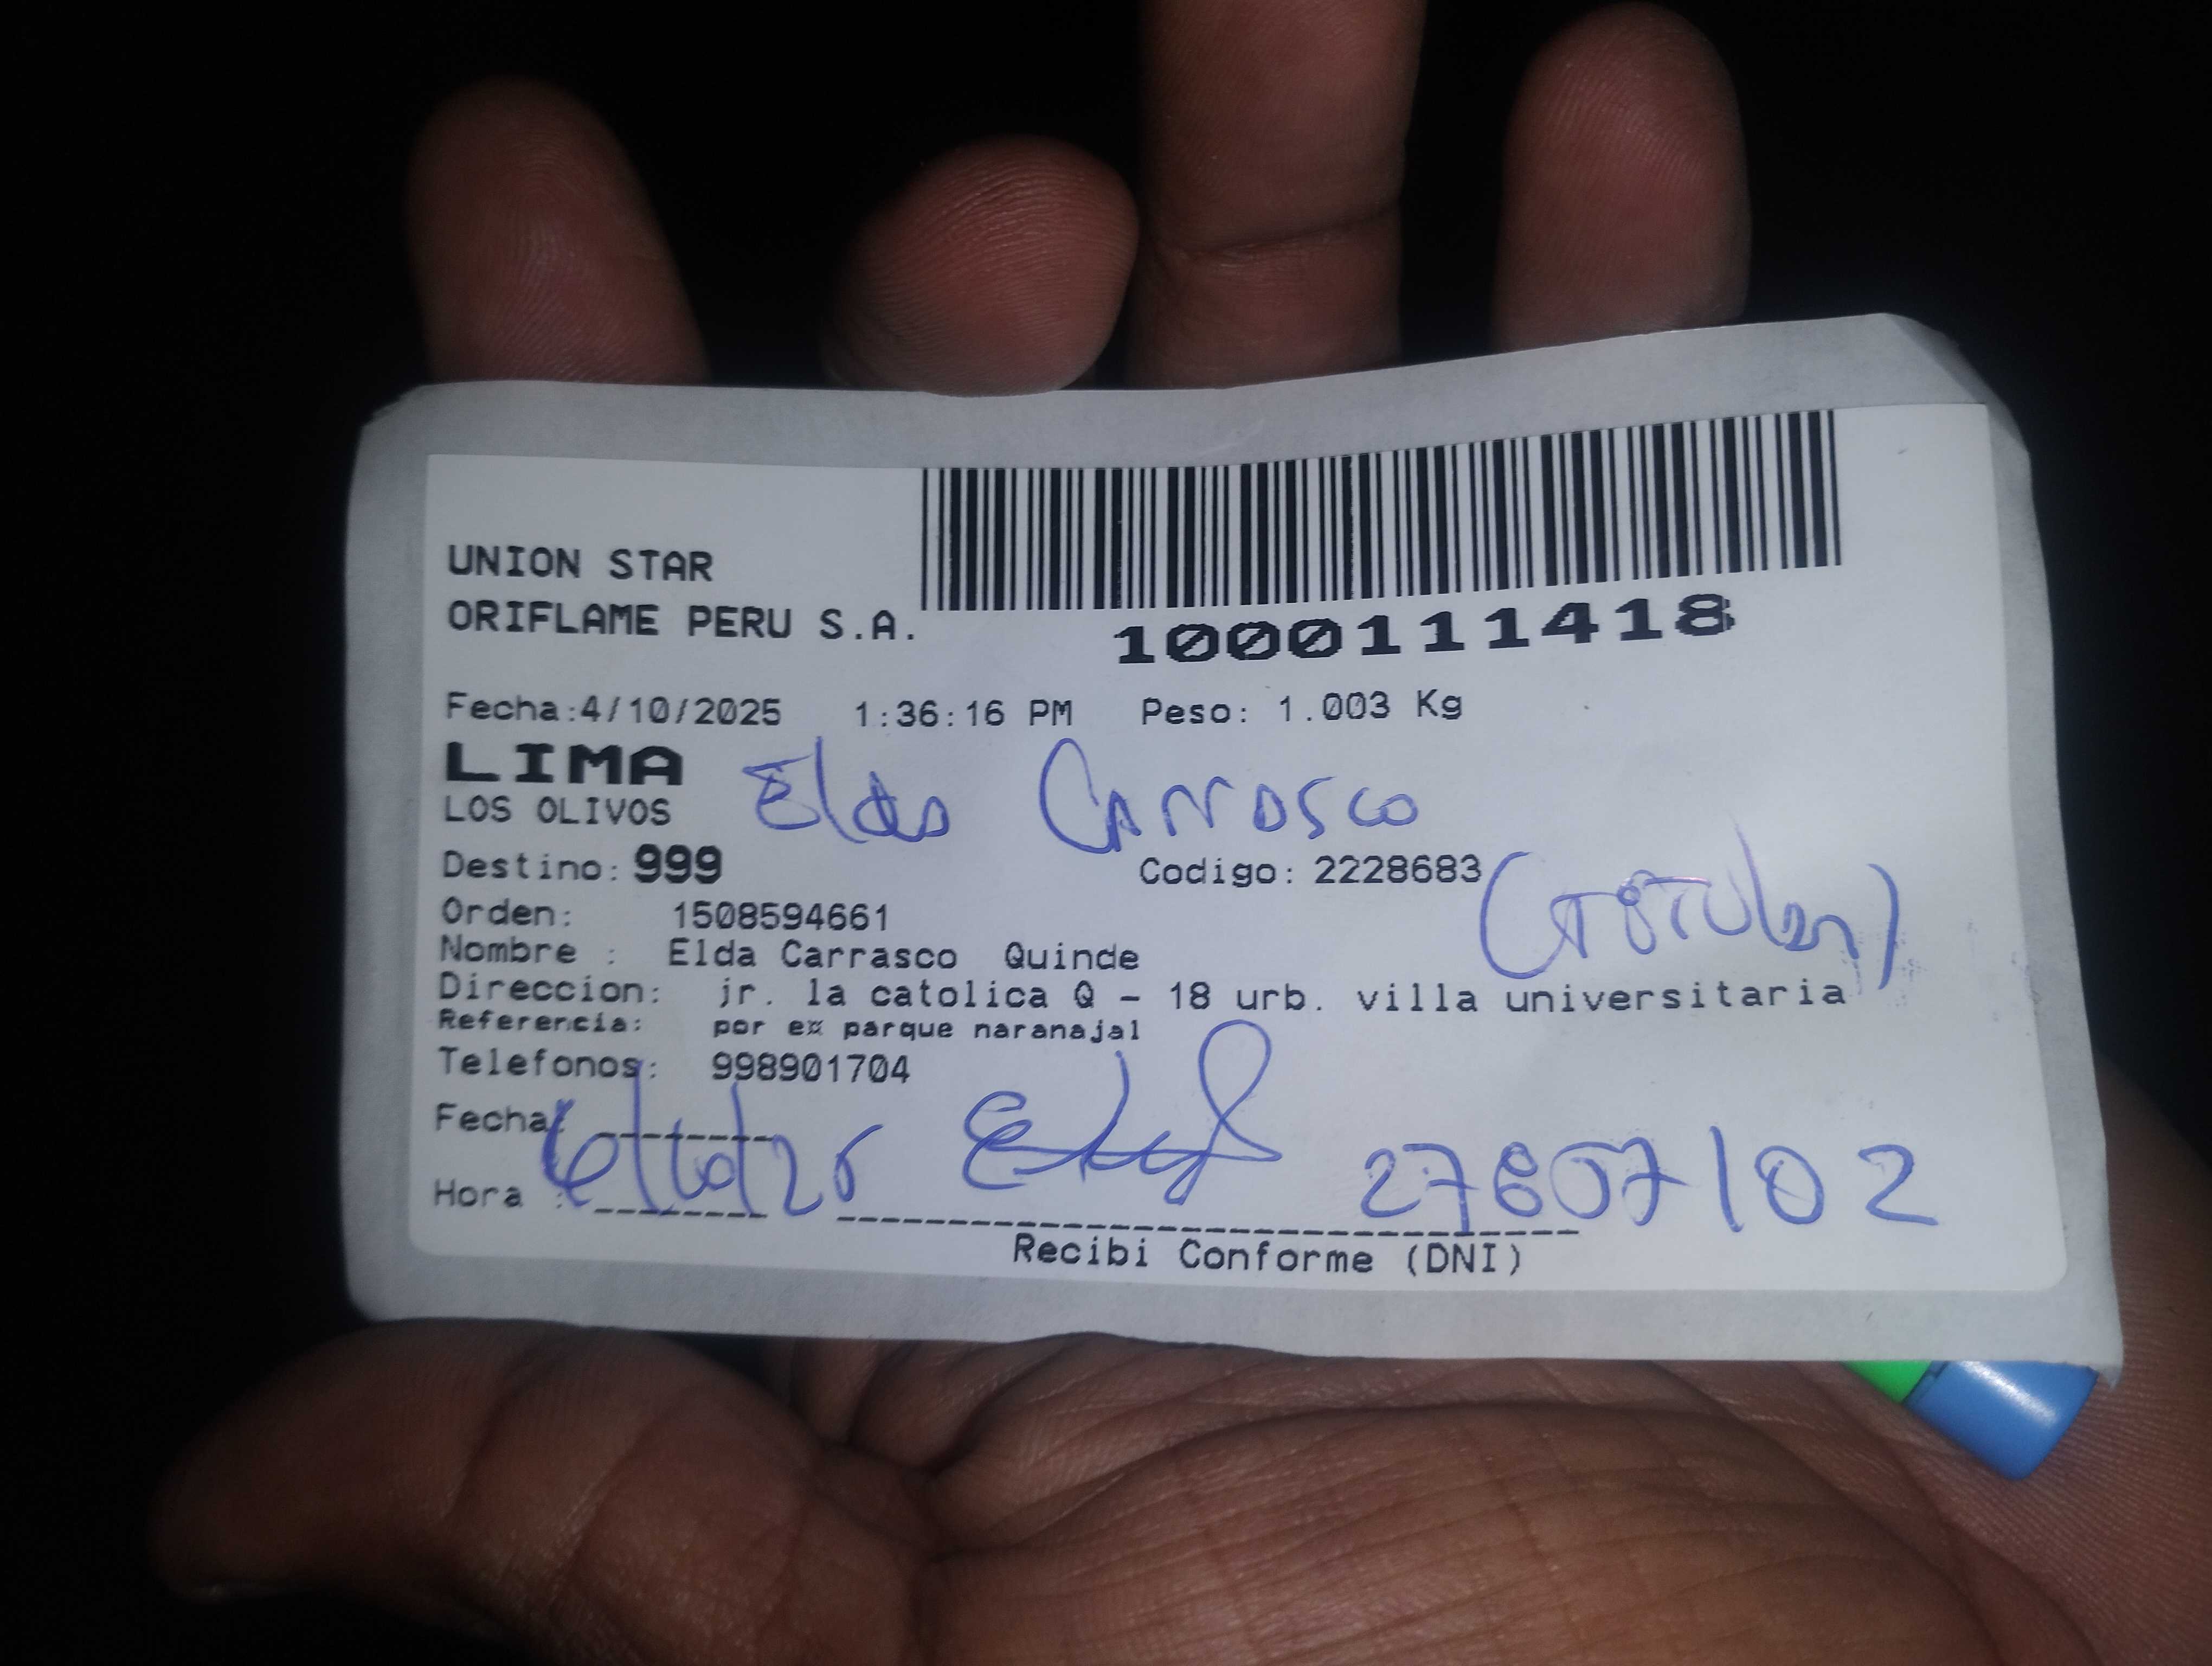 UNION STAR
ORIFLAME PERU S.A.
1000111418
Fecha:4/10/2025 1:36:16 PM Peso: 1.003 Kg
LIMA
LOS OLIVOS
Elda Carrasco
Destino: 999 Codigo: 2228683
(Titular)
Orden: 1508594661
Nombre : Elda Carrasco Quinde
Direccion: jr. la catolica Q - 18 urb. villa universitaria
Referencia: por ex parque naranajal
Telefonos: 998901704
Fecha:
Hora :
Recibi Conforme (DNI)